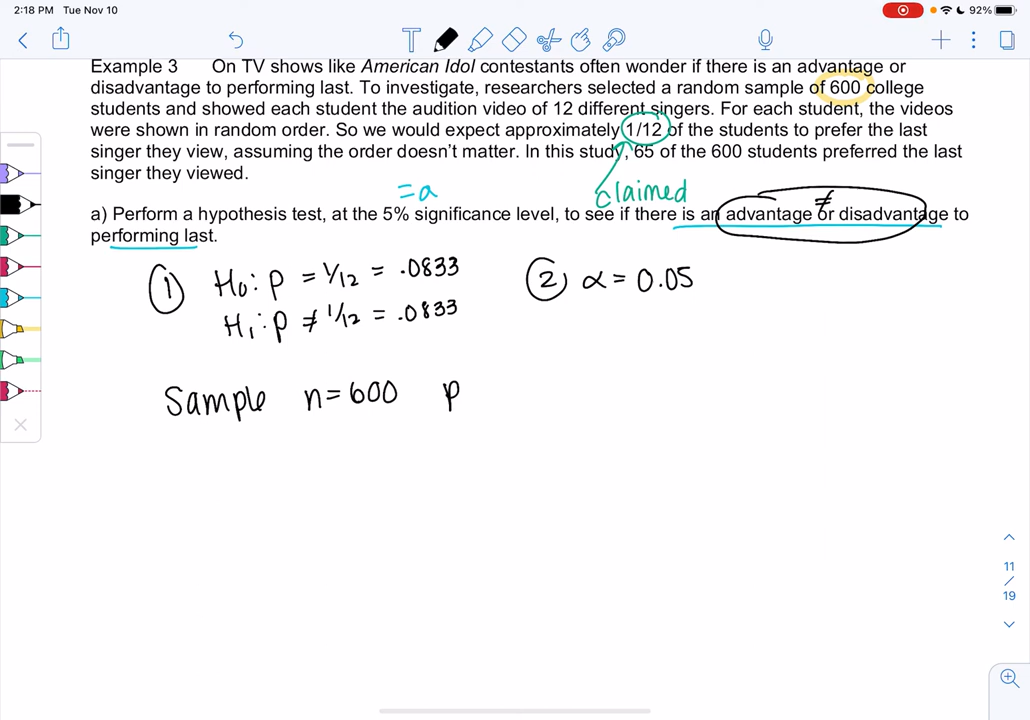 2:18 PM Tue Nov 10
92%
Example 3 On TV shows like American Idol contestants often wonder if there is an advantage or
disadvantage to performing last. To investigate, researchers selected a random sample of 600 college
students and showed each student the audition video of 12 different singers. For each student, the videos
were shown in random order. So we would expect approximately 1/12 of the students to prefer the last
singer they view, assuming the order doesn't matter. In this study, 65 of the 600 students preferred the last
singer they viewed.
= a
claimed
≠
a) Perform a hypothesis test, at the 5% significance level, to see if there is an advantage or disadvantage to
performing last.
① H₀: p = 1/12 = .0833
② α = 0.05
H₁: p ≠ 1/12 = .0833
Sample n=600 p
11
/
19